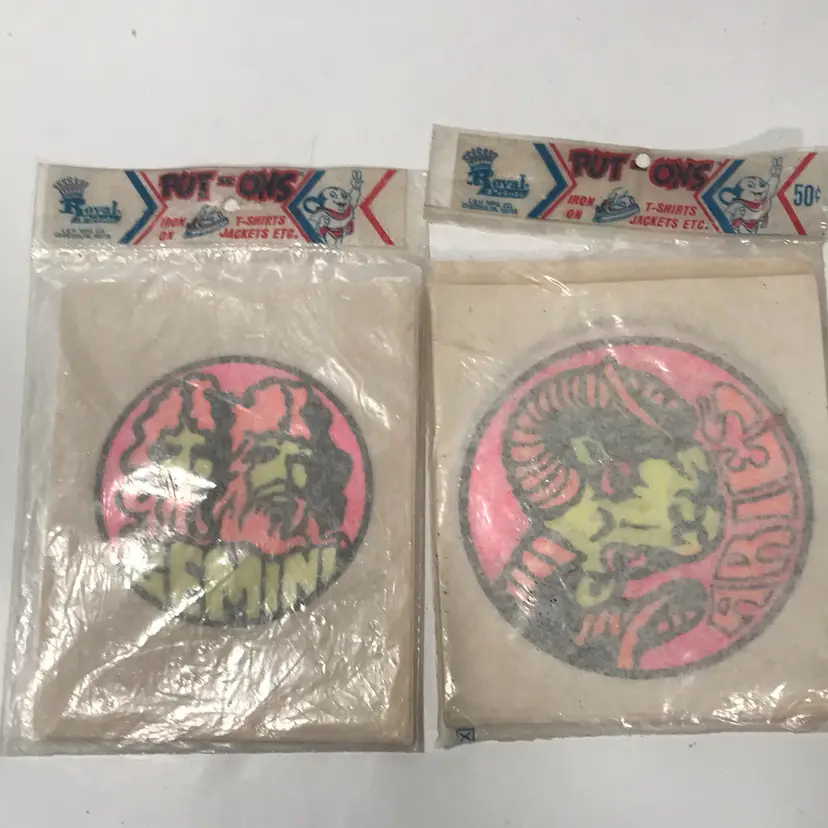 Royal
PUT-ONS
IRON
ON
T-SHIRTS
JACKETS ETC.
GEMINI
Royal
PUT-ONS
IRON
ON
T-SHIRTS
JACKETS ETC.
50¢
ARIES